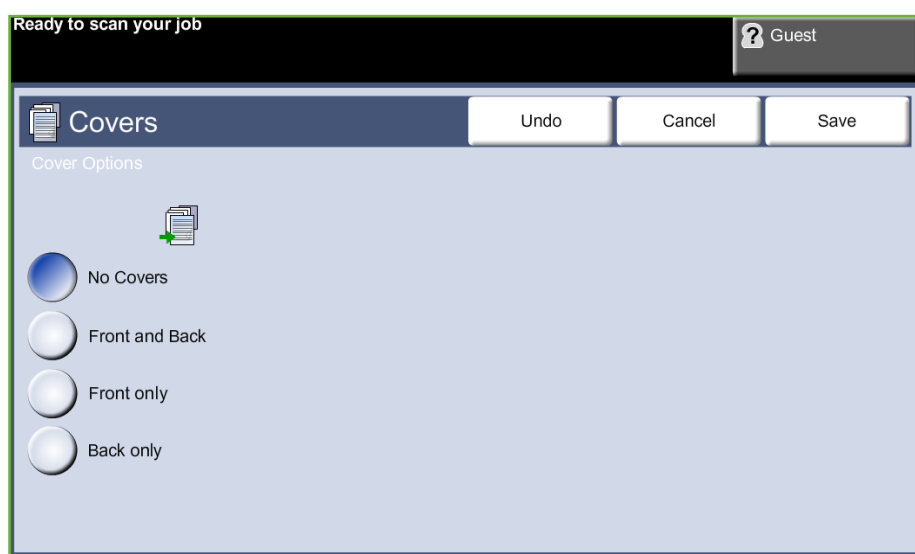 Ready to scan your job
? Guest
Covers
Undo
Cancel
Save
Cover Options
No Covers
Front and Back
Front only
Back only